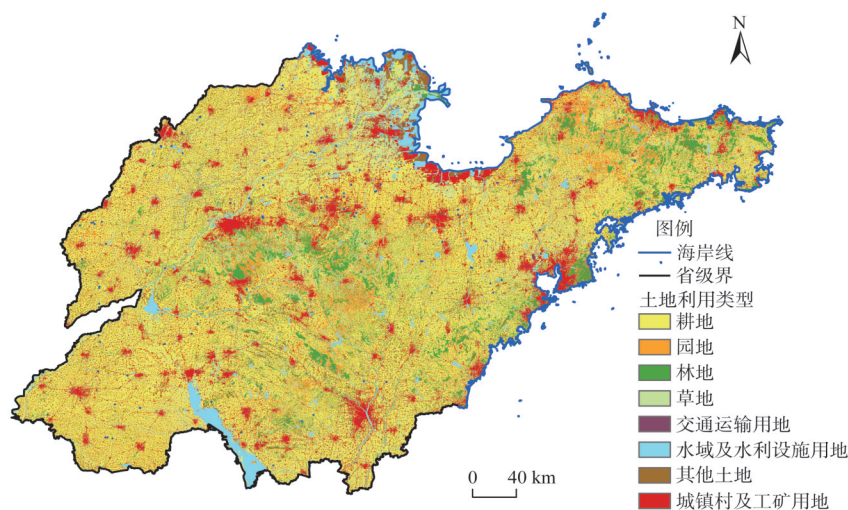 N
图例
海岸线
省级界
土地利用类型
耕地
园地
林地
草地
交通运输用地
水域及水利设施用地
其他土地
城镇村及工矿用地
0 40 km